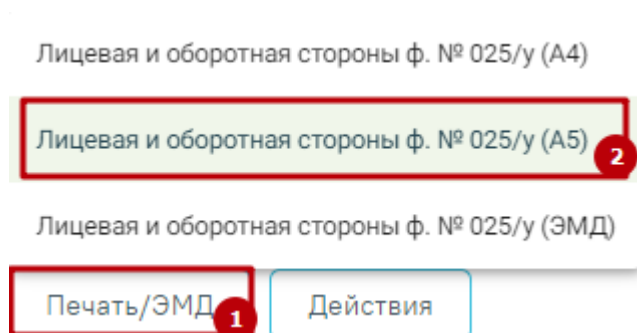 Лицевая и оборотная стороны ф. № 025/у (А4)
Лицевая и оборотная стороны ф. № 025/у (А5)
2
Лицевая и оборотная стороны ф. № 025/у (ЭМД)
Печать/ЭМД 1 Действия